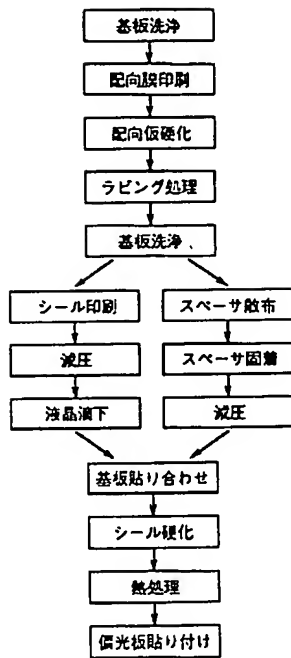 基板洗浄
配向膜印刷
配向仮硬化
ラビング処理
基板洗浄
シール印刷
スペーサ散布
減圧
スペーサ固着
液晶滴下
減圧
基板貼り合わせ
シール硬化
熱処理
偏光板貼り付け